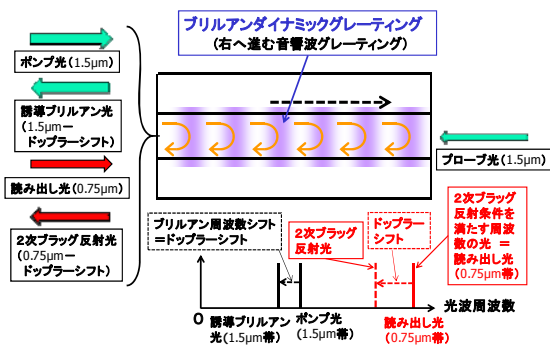 ブリルアンダイナミックグレーティング
(右へ進む音響波グレーティング)
ポンプ光(1.5μm)
誘導ブリルアン光
(1.5μmー
ドップラーシフト)
読み出し光(0.75μm)
2次ブラッグ反射光
(0.75μmー
ドップラーシフト)
プローブ光(1.5μm)
ブリルアン周波数シフト
=ドップラーシフト
2次ブラッグ
反射光
ドップラー
シフト
2次ブラッグ
反射条件を
満たす周波
数の光 =
読み出し光
(0.75μm帯)
0
誘導ブリルアン
光(1.5μm帯)
ポンプ光
(1.5μm帯)
読み出し光
(0.75μm帯)
光波周波数